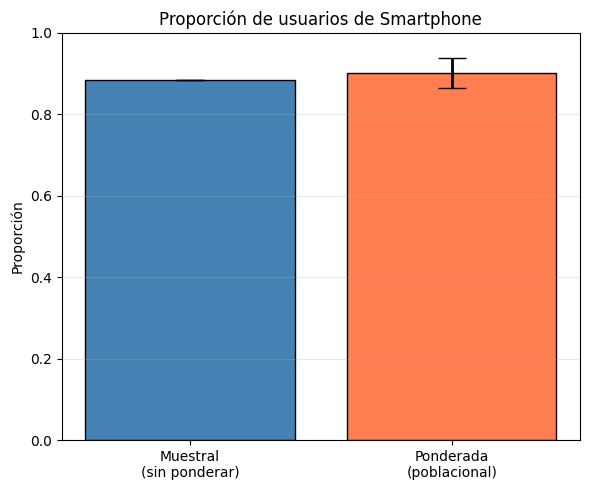 Proporción de usuarios de Smartphone
Proporción
1.0
0.8
0.6
0.4
0.2
0.0
Muestral
(sin ponderar)
Ponderada
(poblacional)